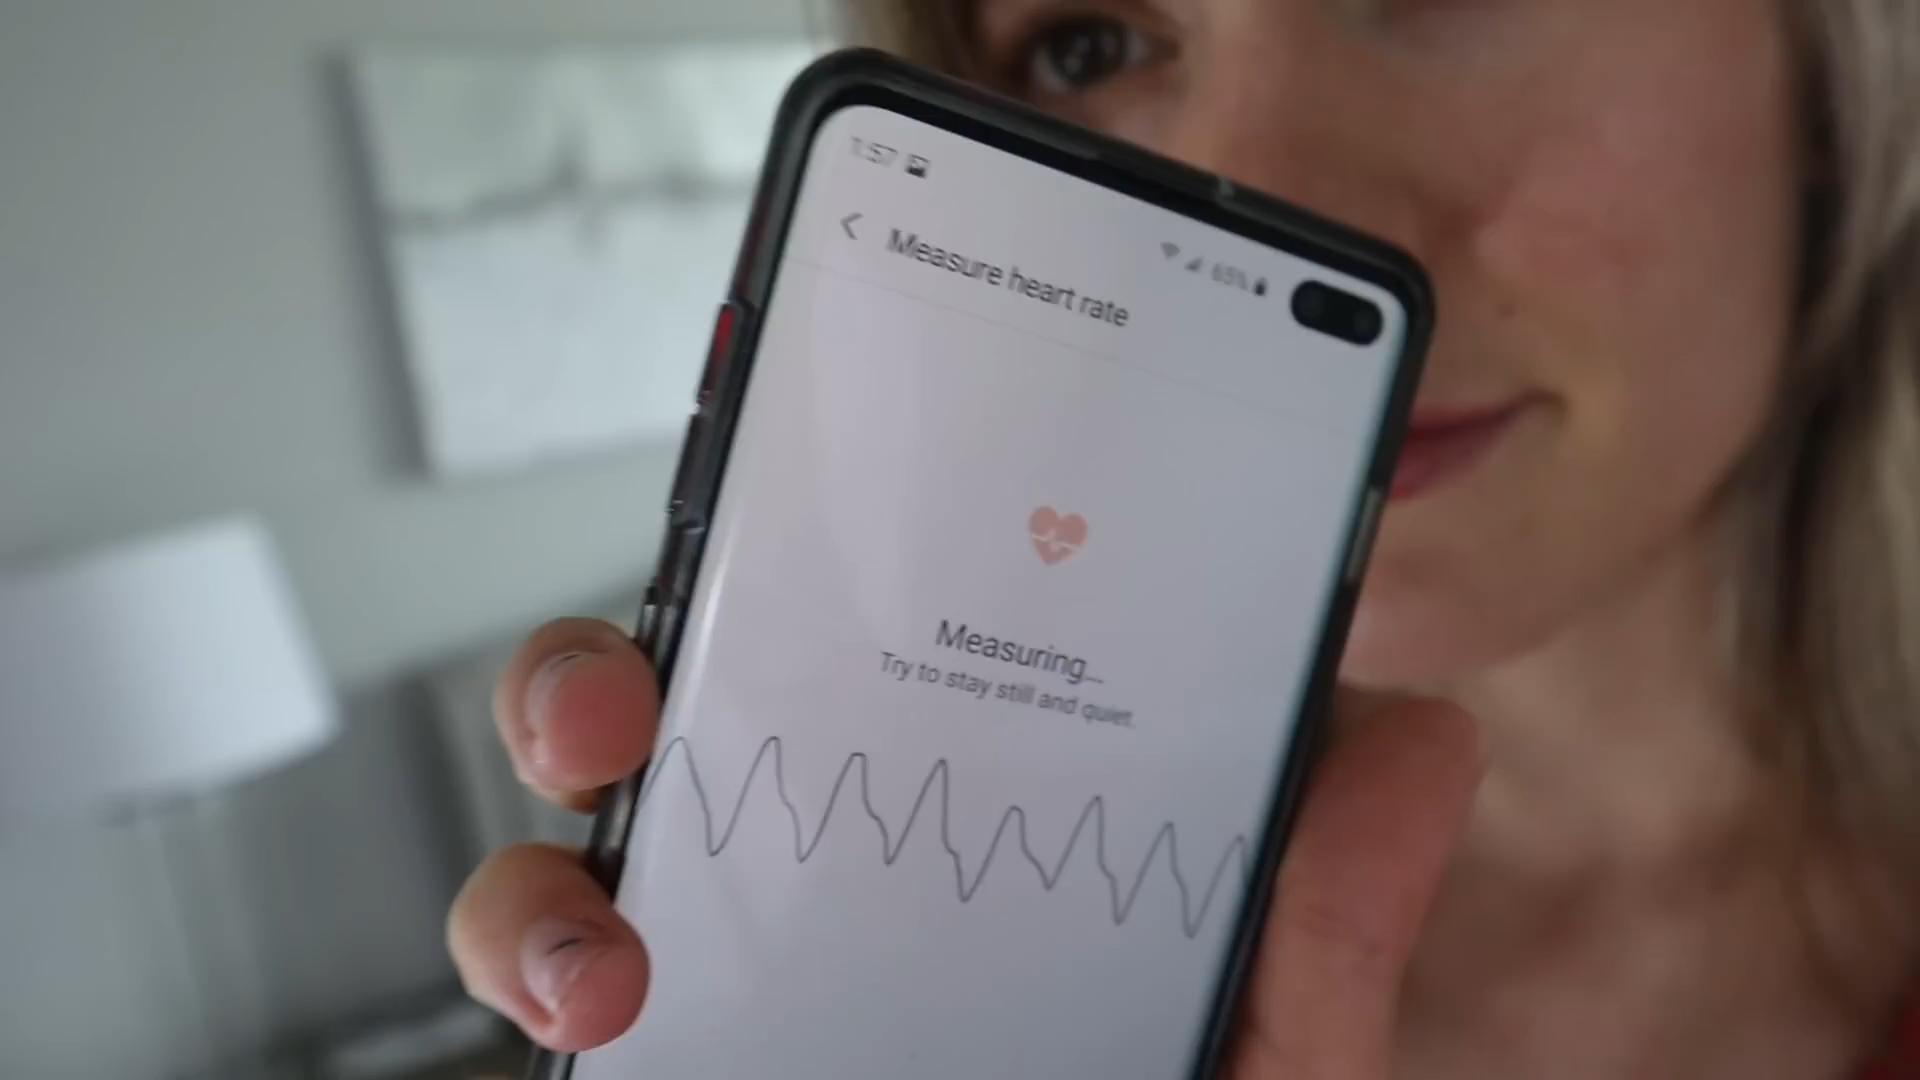 1:57
65%
Measure heart rate
Measuring...
Try to stay still and quiet.